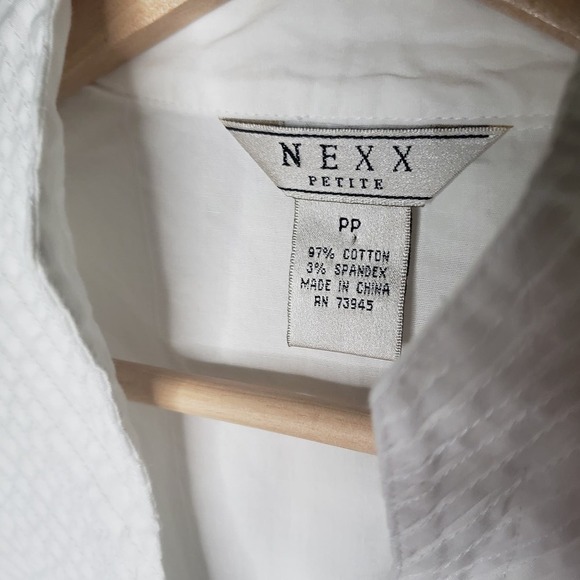 NEXX
PETITE
PP
97% COTTON
3% SPANDEX
MADE IN CHINA
RN 73945